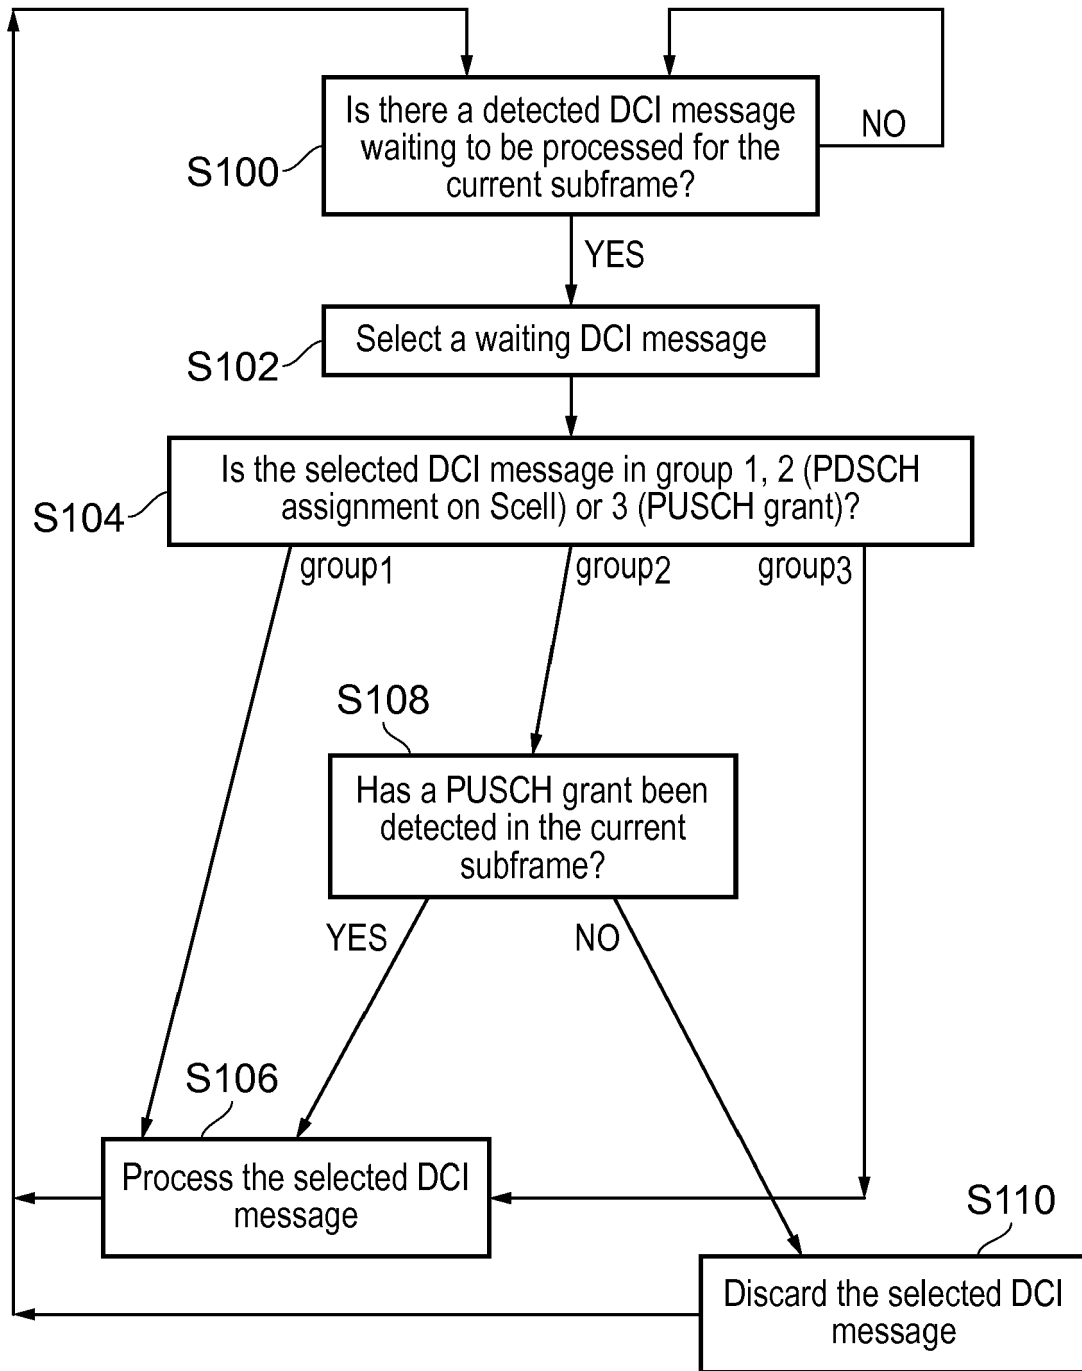 Is there a detected DCI message
waiting to be processed for the
current subframe?
NO
S100
YES
Select a waiting DCI message
S102
Is the selected DCI message in group 1, 2 (PDSCH
assignment on Scell) or 3 (PUSCH grant)?
S104
group1
group2
group3
S108
Has a PUSCH grant been
detected in the current
subframe?
YES
NO
S106
Process the selected DCI
message
S110
Discard the selected DCI
message